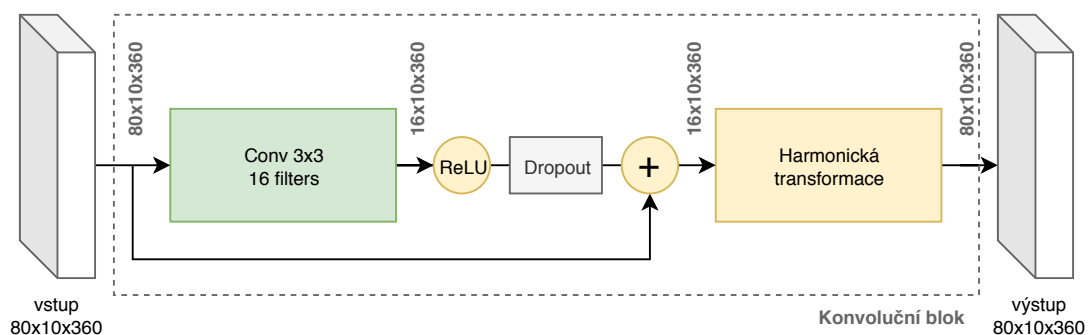 80x10x360
16x10x360
16x10x360
80x10x360
Conv 3x3
16 filters
ReLU
Dropout
+
Harmonická
transformace
vstup
80x10x360
Konvoluční blok
výstup
80x10x360